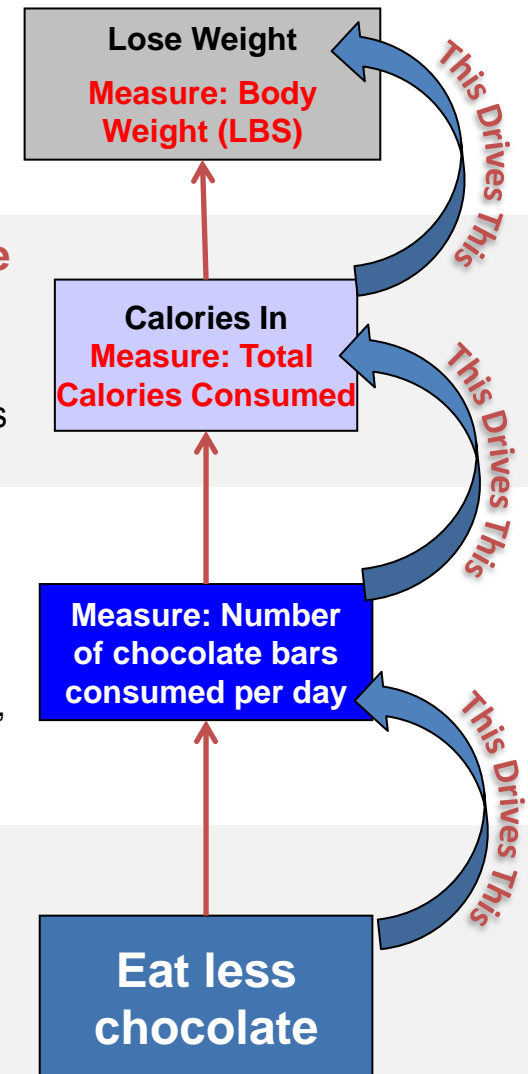 Lose Weight
Measure: Body
Weight (LBS)
This Drives This
e
Calories In
Measure: Total
Calories Consumed
s
This Drives This
Measure: Number
of chocolate bars
consumed per day
,
This Drives This
Eat less
chocolate